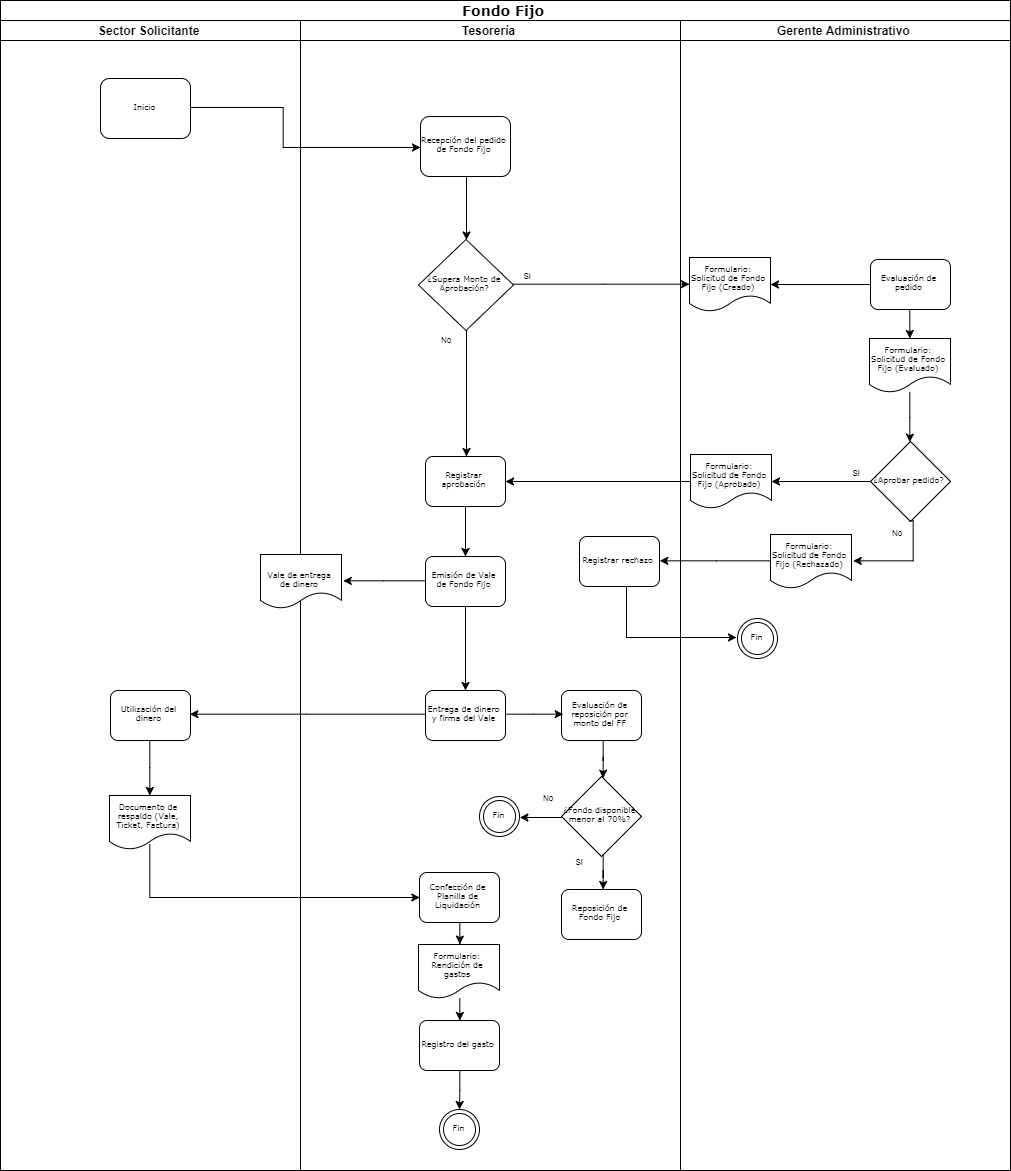 Fondo Fijo
Sector Solicitante
Tesorería
Gerente Administrativo
Inicio
Recepción del pedido
de Fondo Fijo
¿Supera Monto de
Aprobación?
SI
No
Formulario:
Solicitud de Fondo
Fijo (Creado)
Evaluación de
pedido
Formulario:
Solicitud de Fondo
Fijo (Evaluado)
¿Aprobar pedido?
SI
No
Formulario:
Solicitud de Fondo
Fijo (Aprobado)
Registrar
aprobación
Formulario:
Solicitud de Fondo
Fijo (Rechazado)
Registrar rechazo
Fin
Vale de entrega
de dinero
Emisión de Vale
de Fondo Fijo
Utilización del
dinero
Entrega de dinero
y firma del Vale
Evaluación de
reposición por
monto del FF
Documento de
respaldo (Vale,
Ticket, Factura)
Fin
No
¿Fondo disponible
menor al 70%?
SI
Confección de
Planilla de
Liquidación
Reposición de
Fondo Fijo
Formulario:
Rendición de
gastos
Registro del gasto
Fin